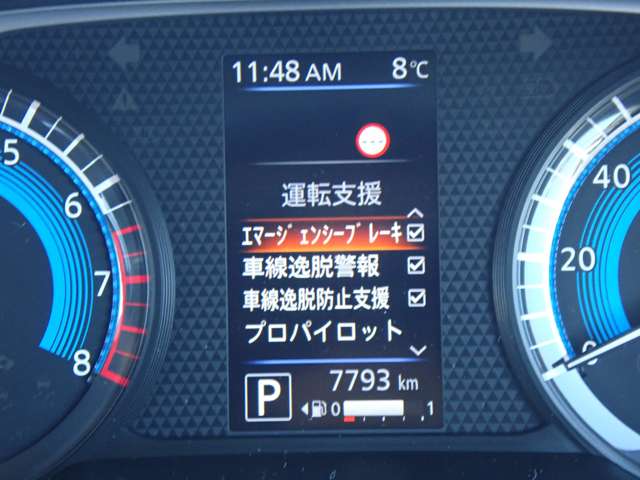 11:48 AM 8℃
運転支援
ｴﾏｰｼﾞｪﾝｼｰﾌﾞﾚｰｷ
車線逸脱警報
車線逸脱防止支援
プロパイロット
P 7793 km
0 1
5
6
7
8
40
20
0